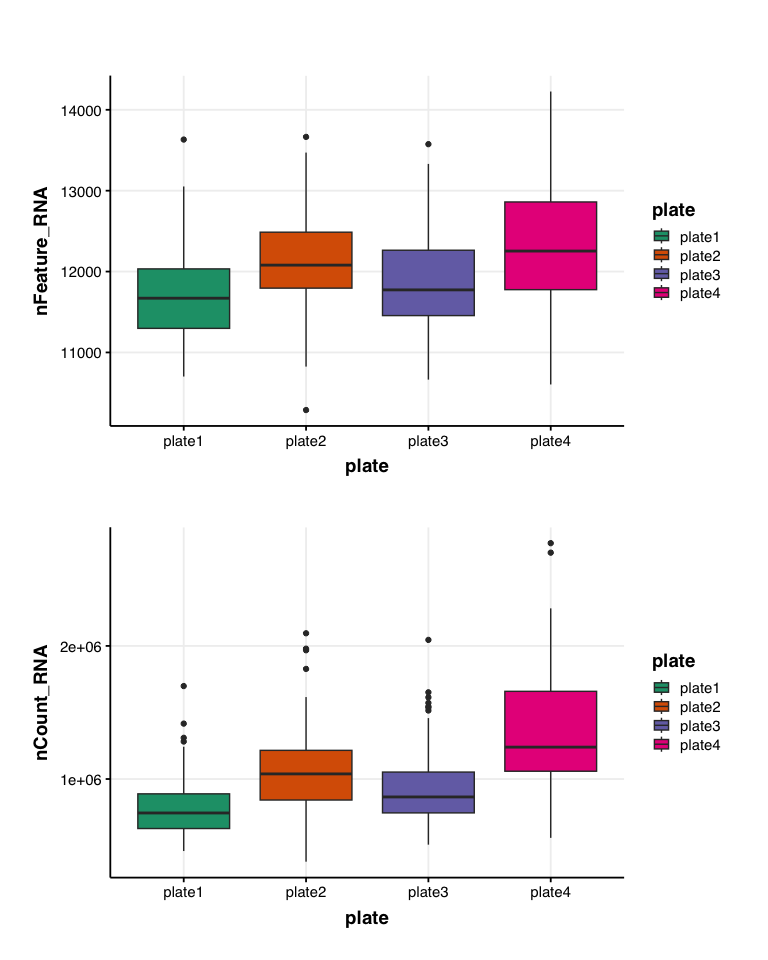 14000
13000
12000
11000
nFeature_RNA
plate1 plate2 plate3 plate4
plate
plate
plate1
plate2
plate3
plate4
2e+06
1e+06
nCount_RNA
plate1 plate2 plate3 plate4
plate
plate
plate1
plate2
plate3
plate4